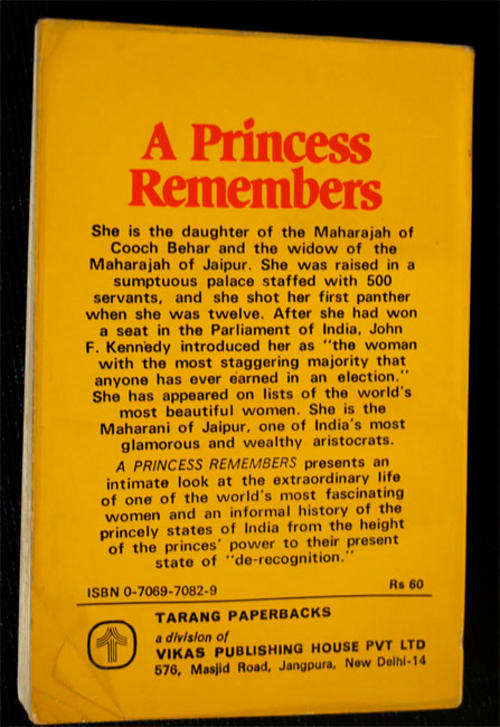 A Princess
Remembers
She is the daughter of the Maharajah of
Cooch Behar and the widow of the
Maharajah of Jaipur. She was raised in a
sumptuous palace staffed with 500
servants, and she shot her first panther
when she was twelve. After she had won
a seat in the Parliament of India, John
F. Kennedy introduced her as "the woman
with the most staggering majority that
anyone has ever earned in an election."
She has appeared on lists of the world's
most beautiful women. She is the
Maharani of Jaipur, one of India's most
glamorous and wealthy aristocrats.
A PRINCESS REMEMBERS presents an
intimate look at the extraordinary life
of one of the world's most fascinating
women and an informal history of the
princely states of India from the height
of the princes' power to their present
state of "de-recognition."
ISBN 0-7069-7082-9 Rs 60
TARANG PAPERBACKS
a division of
VIKAS PUBLISHING HOUSE PVT LTD
576, Masjid Road, Jangpura, New Delhi-14